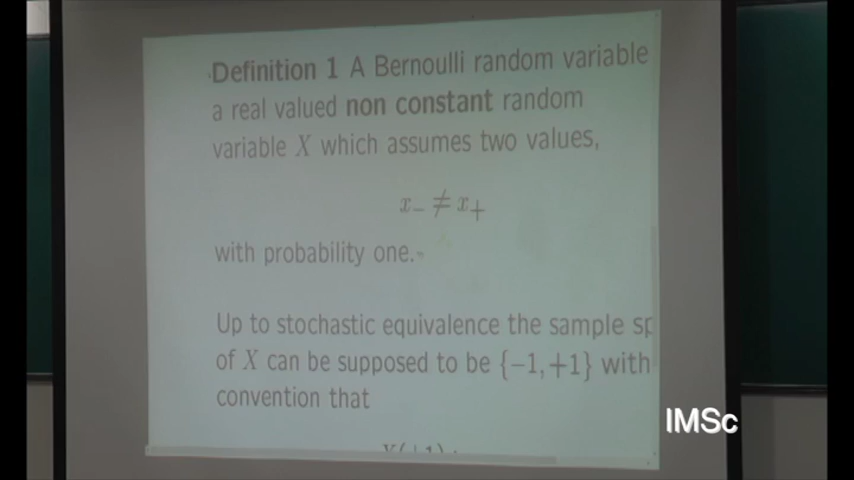 Definition 1 A Bernoulli random variable
a real valued non constant random
variable X which assumes two values,
x₋ ≠ x₊
with probability one.
Up to stochastic equivalence the sample sp
of X can be supposed to be {−1, +1} with
convention that
IMSc